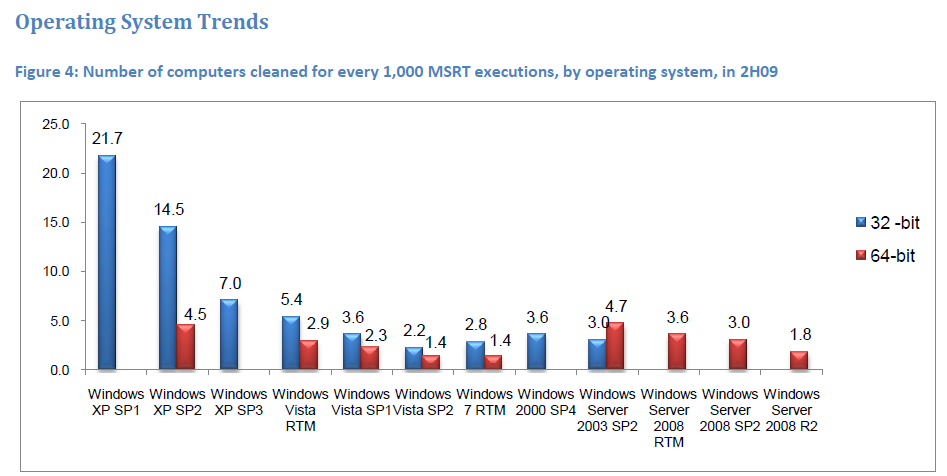 Operating System Trends
Figure 4: Number of computers cleaned for every 1,000 MSRT executions, by operating system, in 2H09
25.0
20.0
15.0
10.0
5.0
0.0
21.7
14.5
4.5
7.0
5.4
2.9
3.6
2.3
2.2
1.4
2.8
1.4
3.6
3.0
4.7
3.6
3.0
1.8
32 -bit
64-bit
Windows
XP SP1
Windows
XP SP2
Windows
XP SP3
Windows
Vista
RTM
Windows
Vista SP1
Windows
Vista SP2
Windows
7 RTM
Windows
2000 SP4
Windows
Server
2003 SP2
Windows
Server
2008
RTM
Windows
Server
2008 SP2
Windows
Server
2008 R2